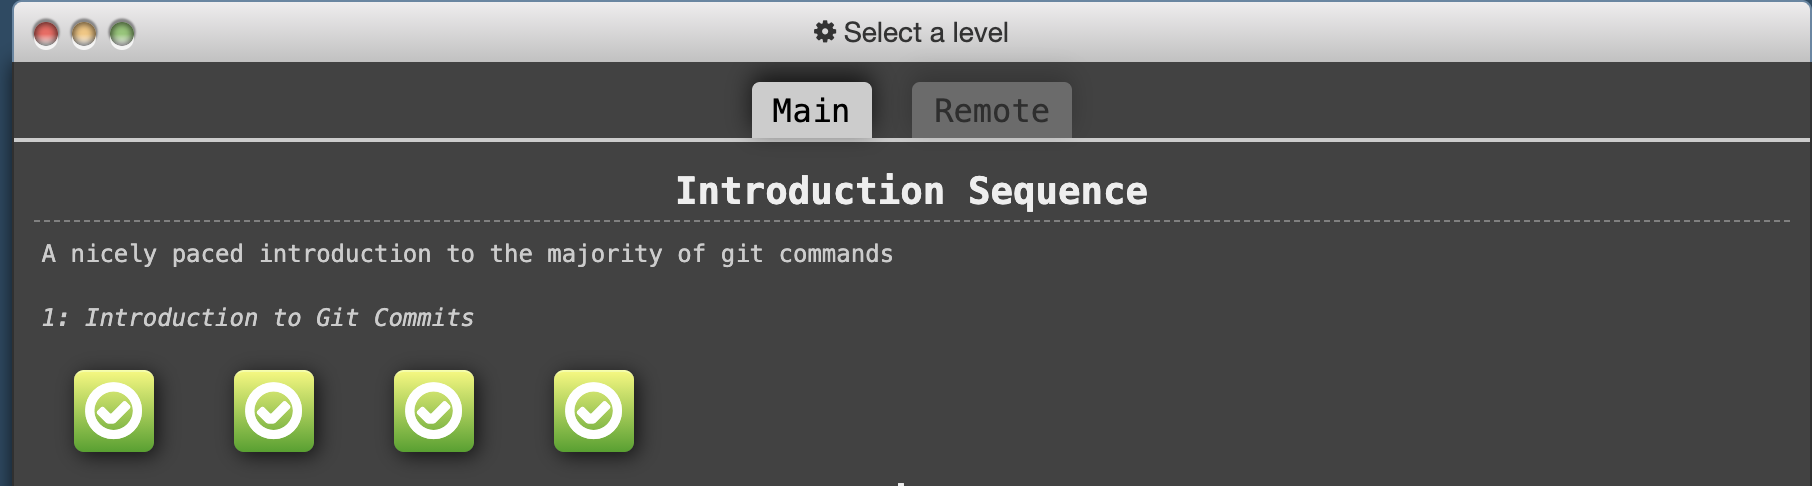 Select a level
Main
Remote
Introduction Sequence
A nicely paced introduction to the majority of git commands
1: Introduction to Git Commits